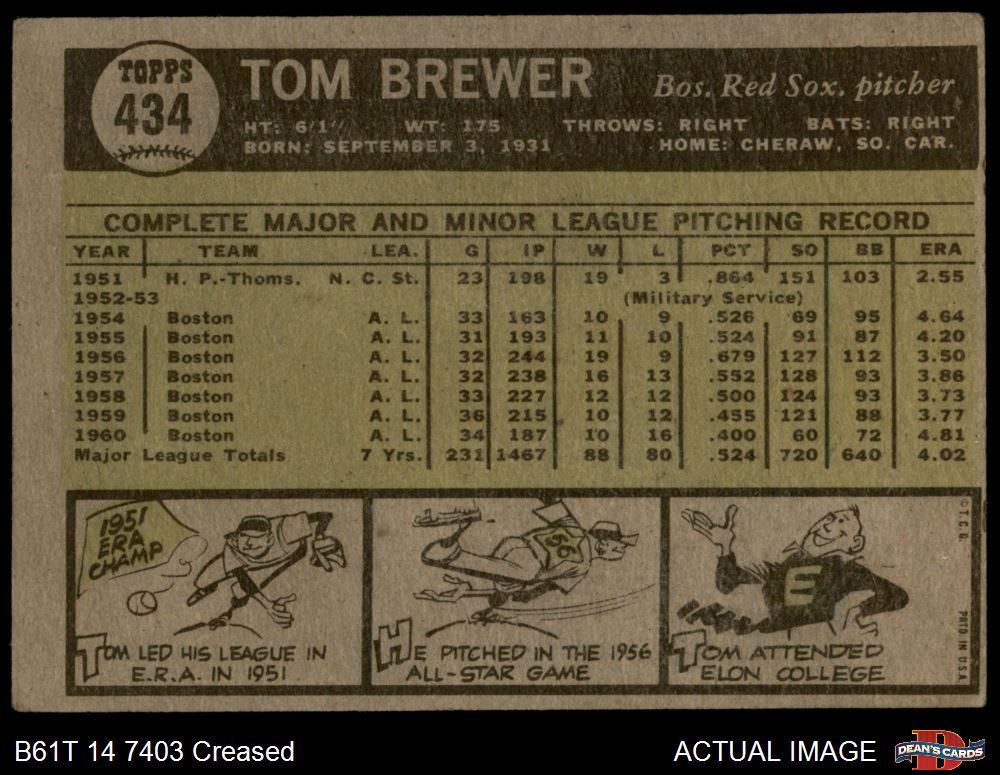 TOPPS
434
TOM BREWER
Bos. Red Sox. pitcher
HT: 6/1" WT: 175 THROWS: RIGHT BATS: RIGHT
BORN: SEPTEMBER 3, 1931 HOME: CHERAW, SO. CAR.
COMPLETE MAJOR AND MINOR LEAGUE PITCHING RECORD
YEAR TEAM LEA. G IP W L PCT SO BB ERA
1951 H. P.-Thoms. N. C. St. 23 198 19 3 .864 151 103 2.55
1952-53 (Military Service)
1954 Boston A. L. 33 163 10 9 .526 69 95 4.64
1955 Boston A. L. 31 193 11 10 .524 91 87 4.20
1956 Boston A. L. 32 244 19 9 .679 127 112 3.50
1957 Boston A. L. 32 238 16 13 .552 128 93 3.86
1958 Boston A. L. 33 227 12 12 .500 124 93 3.73
1959 Boston A. L. 36 215 10 12 .455 121 88 3.77
1960 Boston A. L. 34 187 10 16 .400 60 72 4.81
Major League Totals 7 Yrs. 231 1467 88 80 .524 720 640 4.02
1951
ERA
CHAMP
TOM LED HIS LEAGUE IN
E.R.A. IN 1951
56
HE PITCHED IN THE 1956
ALL-STAR GAME
E
TOM ATTENDED
ELON COLLEGE
© T. C. G.
PRTD. IN U.S.A.
B61T 14 7403 Creased
ACTUAL IMAGE
D
DEAN'S CARDS